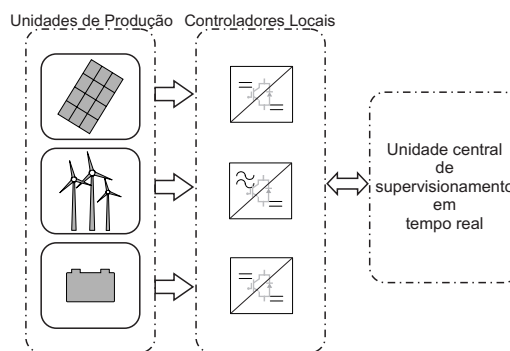 Unidades de Produção
Controladores Locais
Unidade central
de
supervisionamento
em
tempo real